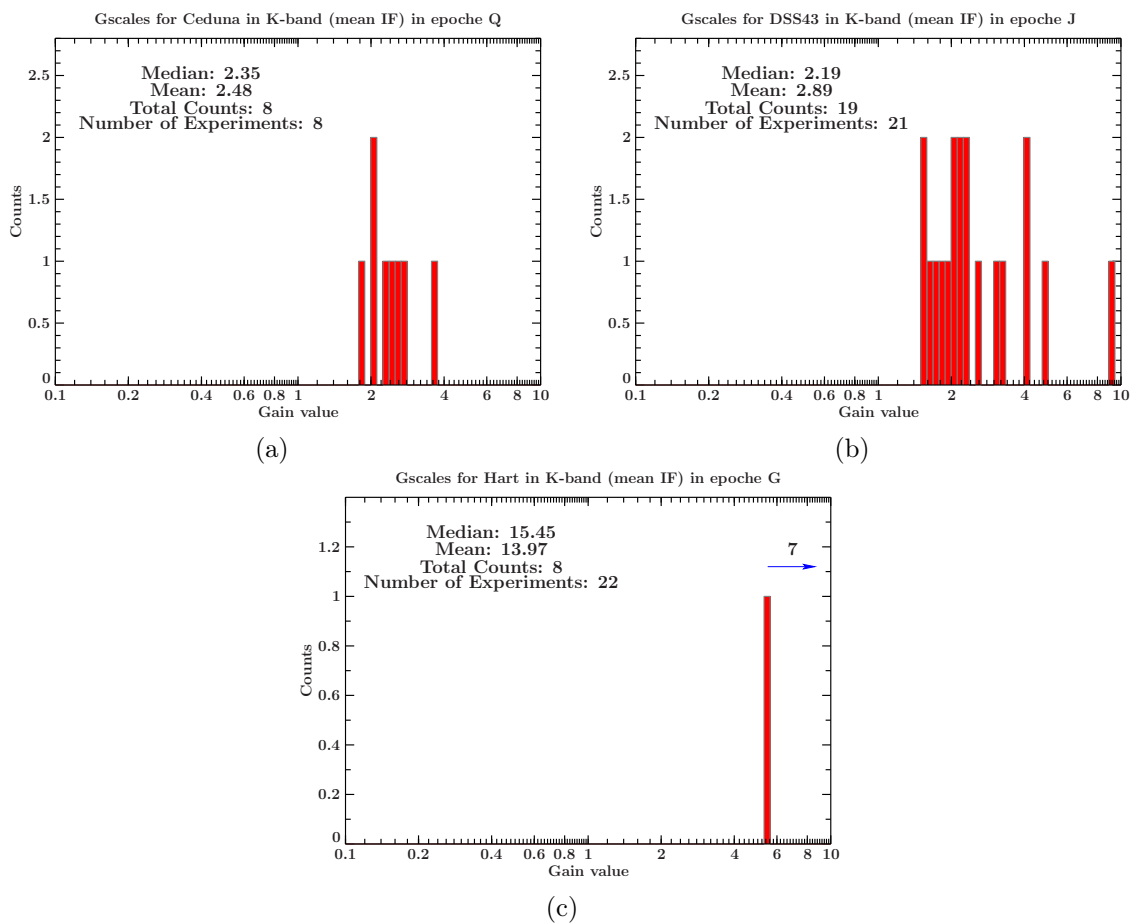 Gscales for Ceduna in K-band (mean IF) in epoche Q
Median: 2.35
Mean: 2.48
Total Counts: 8
Number of Experiments: 8
Counts
2.5
2
1.5
1
0.5
0
0.1 0.2 0.4 0.6 0.8 1 2 4 6 8 10
Gain value
(a)
Gscales for DSS43 in K-band (mean IF) in epoche J
Median: 2.19
Mean: 2.89
Total Counts: 19
Number of Experiments: 21
Counts
2.5
2
1.5
1
0.5
0
0.1 0.2 0.4 0.6 0.8 1 2 4 6 8 10
Gain value
(b)
Gscales for Hart in K-band (mean IF) in epoche G
Median: 15.45
Mean: 13.97
Total Counts: 8
Number of Experiments: 22
7
Counts
1.2
1
0.8
0.6
0.4
0.2
0
0.1 0.2 0.4 0.6 0.8 1 2 4 6 8 10
Gain value
(c)